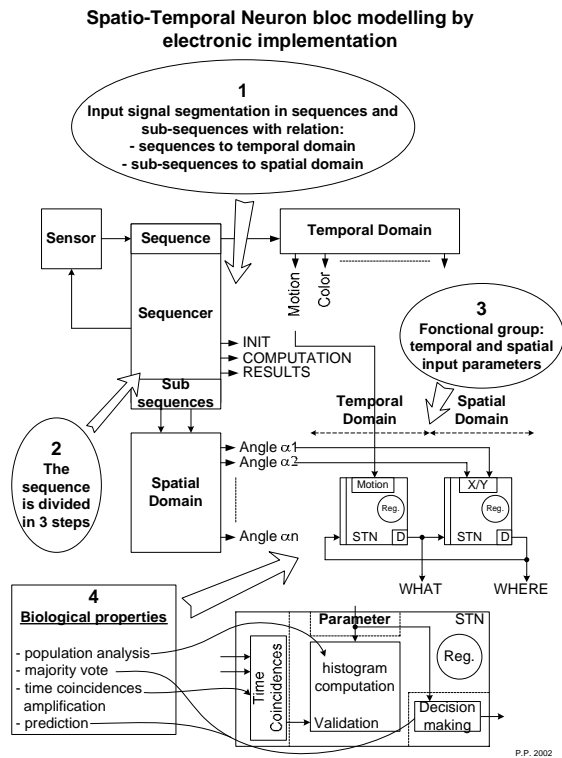 Spatio-Temporal Neuron bloc modelling by
electronic implementation
1
Input signal segmentation in sequences and
sub-sequences with relation:
- sequences to temporal domain
- sub-sequences to spatial domain
Sensor
Sequence
Temporal Domain
Motion
Color
Sequencer
INIT
COMPUTATION
RESULTS
Sub
sequences
3
Fonctional group:
temporal and spatial
input parameters
Temporal
Domain
Spatial
Domain
2
The
sequence
is divided
in 3 steps
Spatial
Domain
Angle α1
Angle α2
Angle αn
Motion
Reg.
STN
D
X/Y
Reg.
STN
D
WHAT
WHERE
4
Biological properties
- population analysis
- majority vote
- time coincidences
amplification
- prediction
Parameter
STN
Time
Coincidences
histogram
computation
Validation
Reg.
Decision
making
P.P. 2002